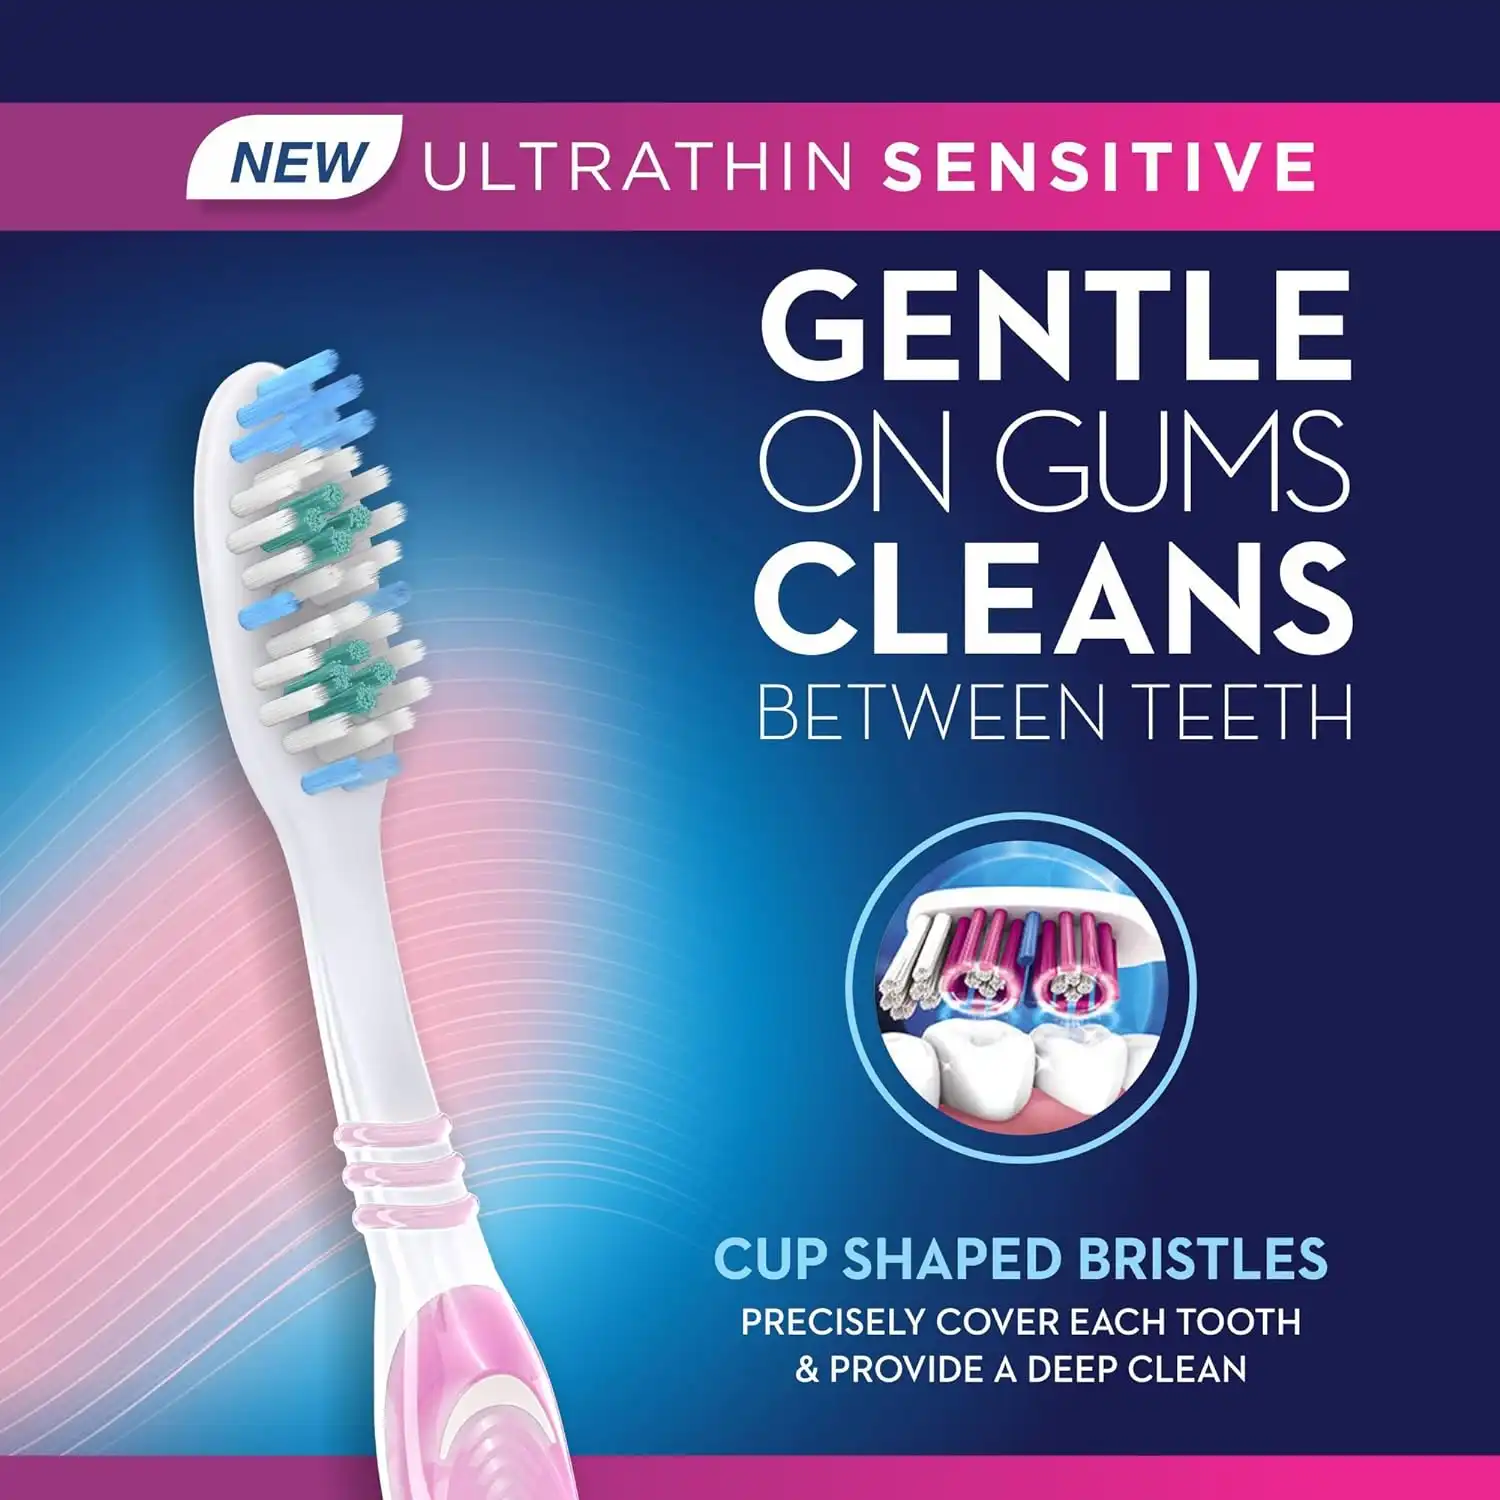 NEW ULTRATHIN SENSITIVE
GENTLE
ON GUMS
CLEANS
BETWEEN TEETH
CUP SHAPED BRISTLES
PRECISELY COVER EACH TOOTH
& PROVIDE A DEEP CLEAN